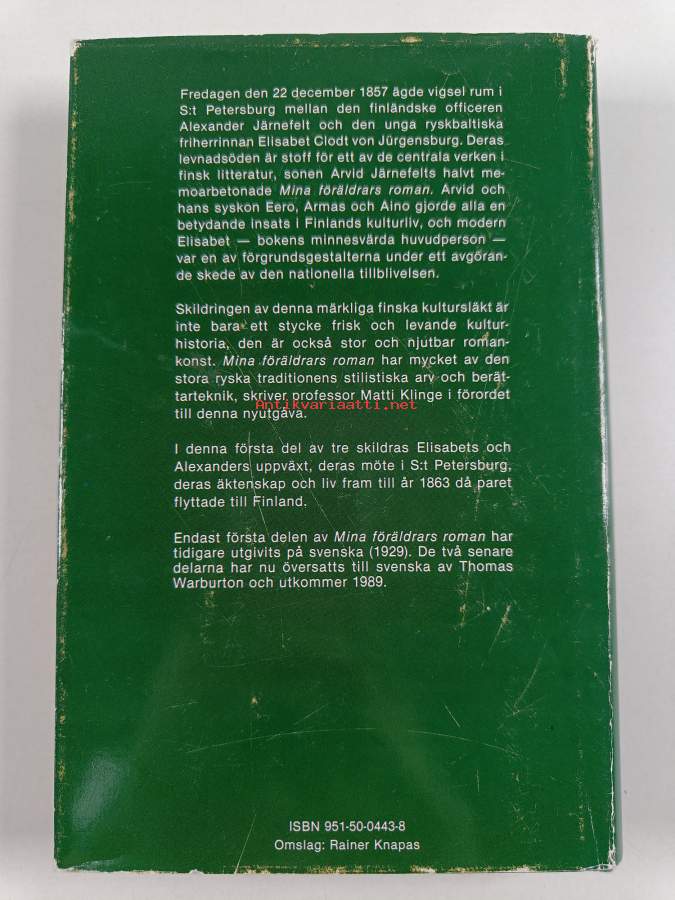 Fredagen den 22 december 1857 ägde vigsel rum i
S:t Petersburg mellan den finländske officeren
Alexander Järnefelt och den unga ryskbaltiska
friherrinnan Elisabet Clodt von Jürgensburg. Deras
levnadsöden är stoff för ett av de centrala verken i
finsk litteratur, sonen Arvid Järnefelts halvt me-
moarbetonade Mina föräldrars roman. Arvid och
hans syskon Eero, Armas och Aino gjorde alla en
betydande insats i Finlands kulturliv, och modern
Elisabet — bokens minnesvärda huvudperson —
var en av förgrundsgestalterna under ett avgöran-
de skede av den nationella tillblivelsen.
Skildringen av denna märkliga finska kultursläkt är
inte bara ett stycke frisk och levande kultur-
historia, den är också stor och njutbar roman-
konst. Mina föräldrars roman har mycket av den
stora ryska traditionens stilistiska arv och berät-
tarteknik, skriver professor Matti Klinge i förordet
Antikvariaatti.net
till denna nyutgåva.
I denna första del av tre skildras Elisabets och
Alexanders uppväxt, deras möte i S:t Petersburg,
deras äktenskap och liv fram till år 1863 då paret
flyttade till Finland.
Endast första delen av Mina föräldrars roman har
tidigare utgivits på svenska (1929). De två senare
delarna har nu översatts till svenska av Thomas
Warburton och utkommer 1989.
ISBN 951-50-0443-8
Omslag: Rainer Knapas